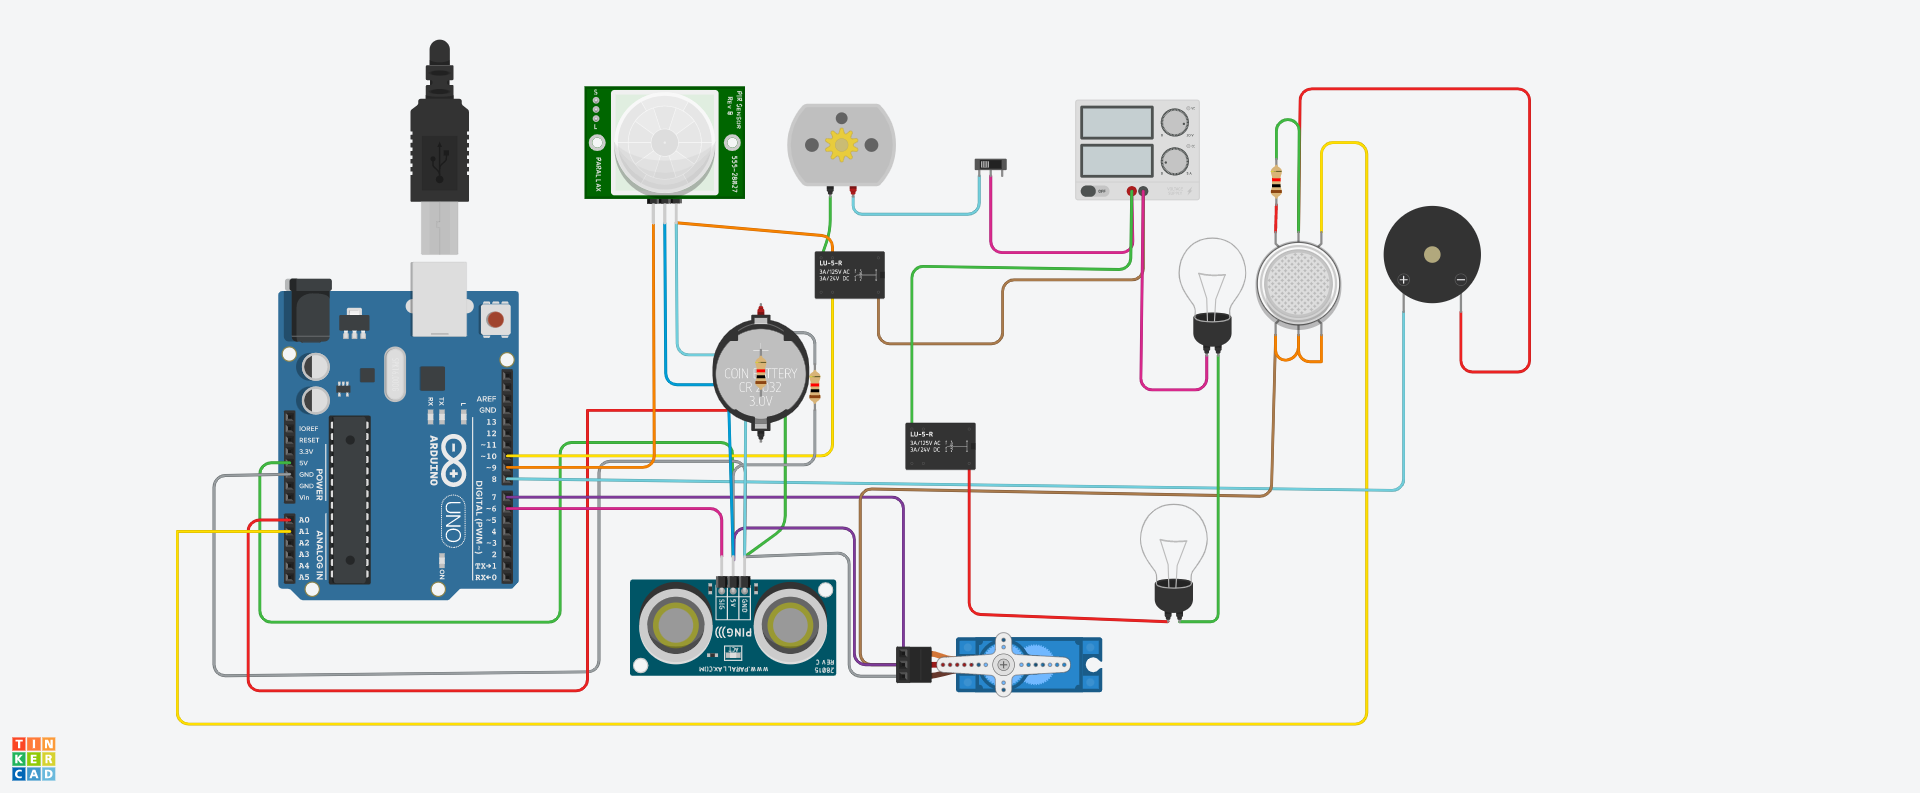 S
L
PARALLAX
PIR SENSOR
Rev B
555-28027
OFF
LU-5-R
3A/125V AC
3A/24V DC
COIN BATTERY
3.0V
LU-5-R
3A/125V AC
3A/24V DC
AREF
GND
13
12
~11
~10
~9
8
7
~6
~5
4
~3
2
TX→1
RX←0
DIGITAL (PWM~)
IOREF
RESET
3.3V
5V
GND
GND
Vin
POWER
A0
A1
A2
A3
A4
A5
ANALOG IN
RX
TX
L
ARDUINO
UNO
ON
SIG
5V
GND
PING)))
ACT
WWW.PARALLAX.COM
28015
REV C
+
−
TIN
KER
CAD